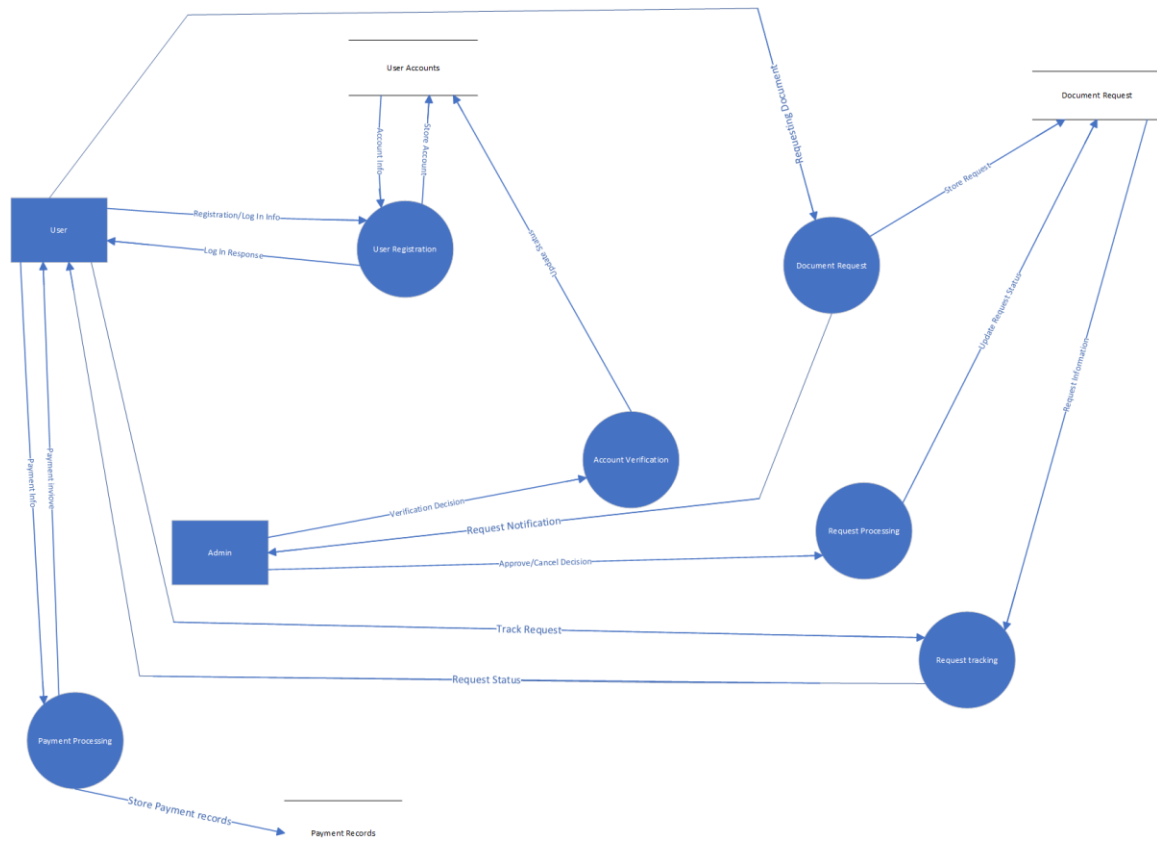 User Accounts
Document Request
Requesting Document
Account Info
Store Account
Store Request
User
Registration/Log In Info
User Registration
Log In Response
Update Status
Document Request
Update Request Status
Request Information
Payment Info
Payment invlove
Account Verification
Verification Decision
Request Notification
Request Processing
Admin
Approve/Cancel Decision
Track Request
Request tracking
Request Status
Payment Processing
Store Payment records
Payment Records